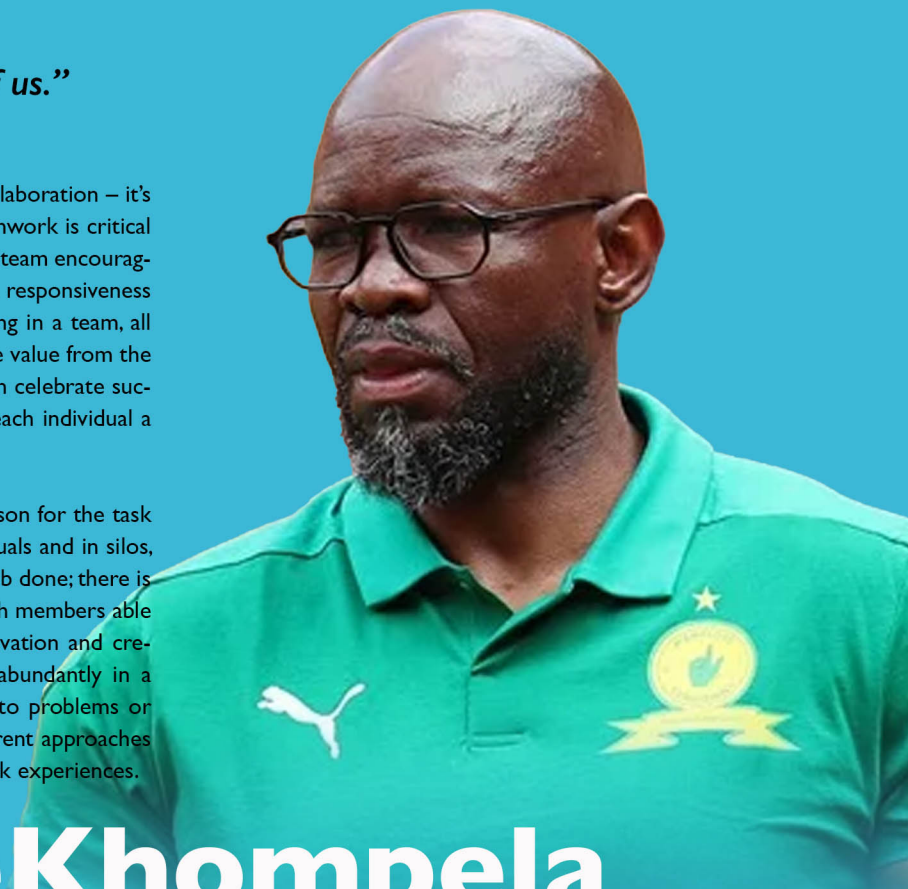 us.”
laboration – it’s
nwork is critical
team encourag-
responsiveness
ng in a team, all
e value from the
n celebrate suc-
each individual a
son for the task
uals and in silos,
b done; there is
h members able
vation and cre-
abundantly in a
to problems or
rent approaches
k experiences.
eKhompela